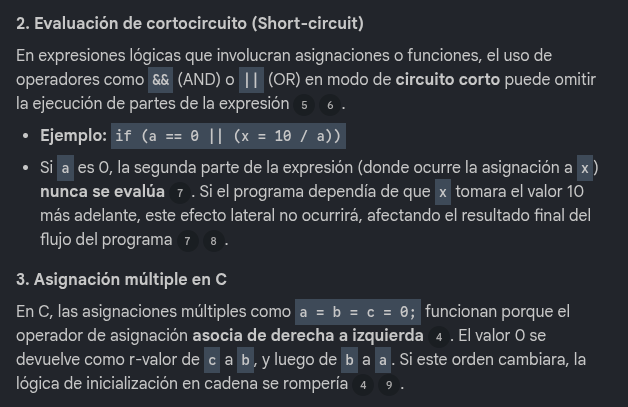 2. Evaluación de cortocircuito (Short-circuit)
En expresiones lógicas que involucran asignaciones o funciones, el uso de
operadores como && (AND) o || (OR) en modo de circuito corto puede omitir
la ejecución de partes de la expresión 5 6 .
• Ejemplo: if (a == 0 || (x = 10 / a))
• Si a es 0, la segunda parte de la expresión (donde ocurre la asignación a x)
nunca se evalúa 7 . Si el programa dependía de que x tomara el valor 10
más adelante, este efecto lateral no ocurrirá, afectando el resultado final del
flujo del programa 7 8 .
3. Asignación múltiple en C
En C, las asignaciones múltiples como a = b = c = 0; funcionan porque el
operador de asignación asocia de derecha a izquierda 4 . El valor 0 se
devuelve como r-valor de c a b, y luego de b a a. Si este orden cambiara, la
lógica de inicialización en cadena se rompería 4 9 .